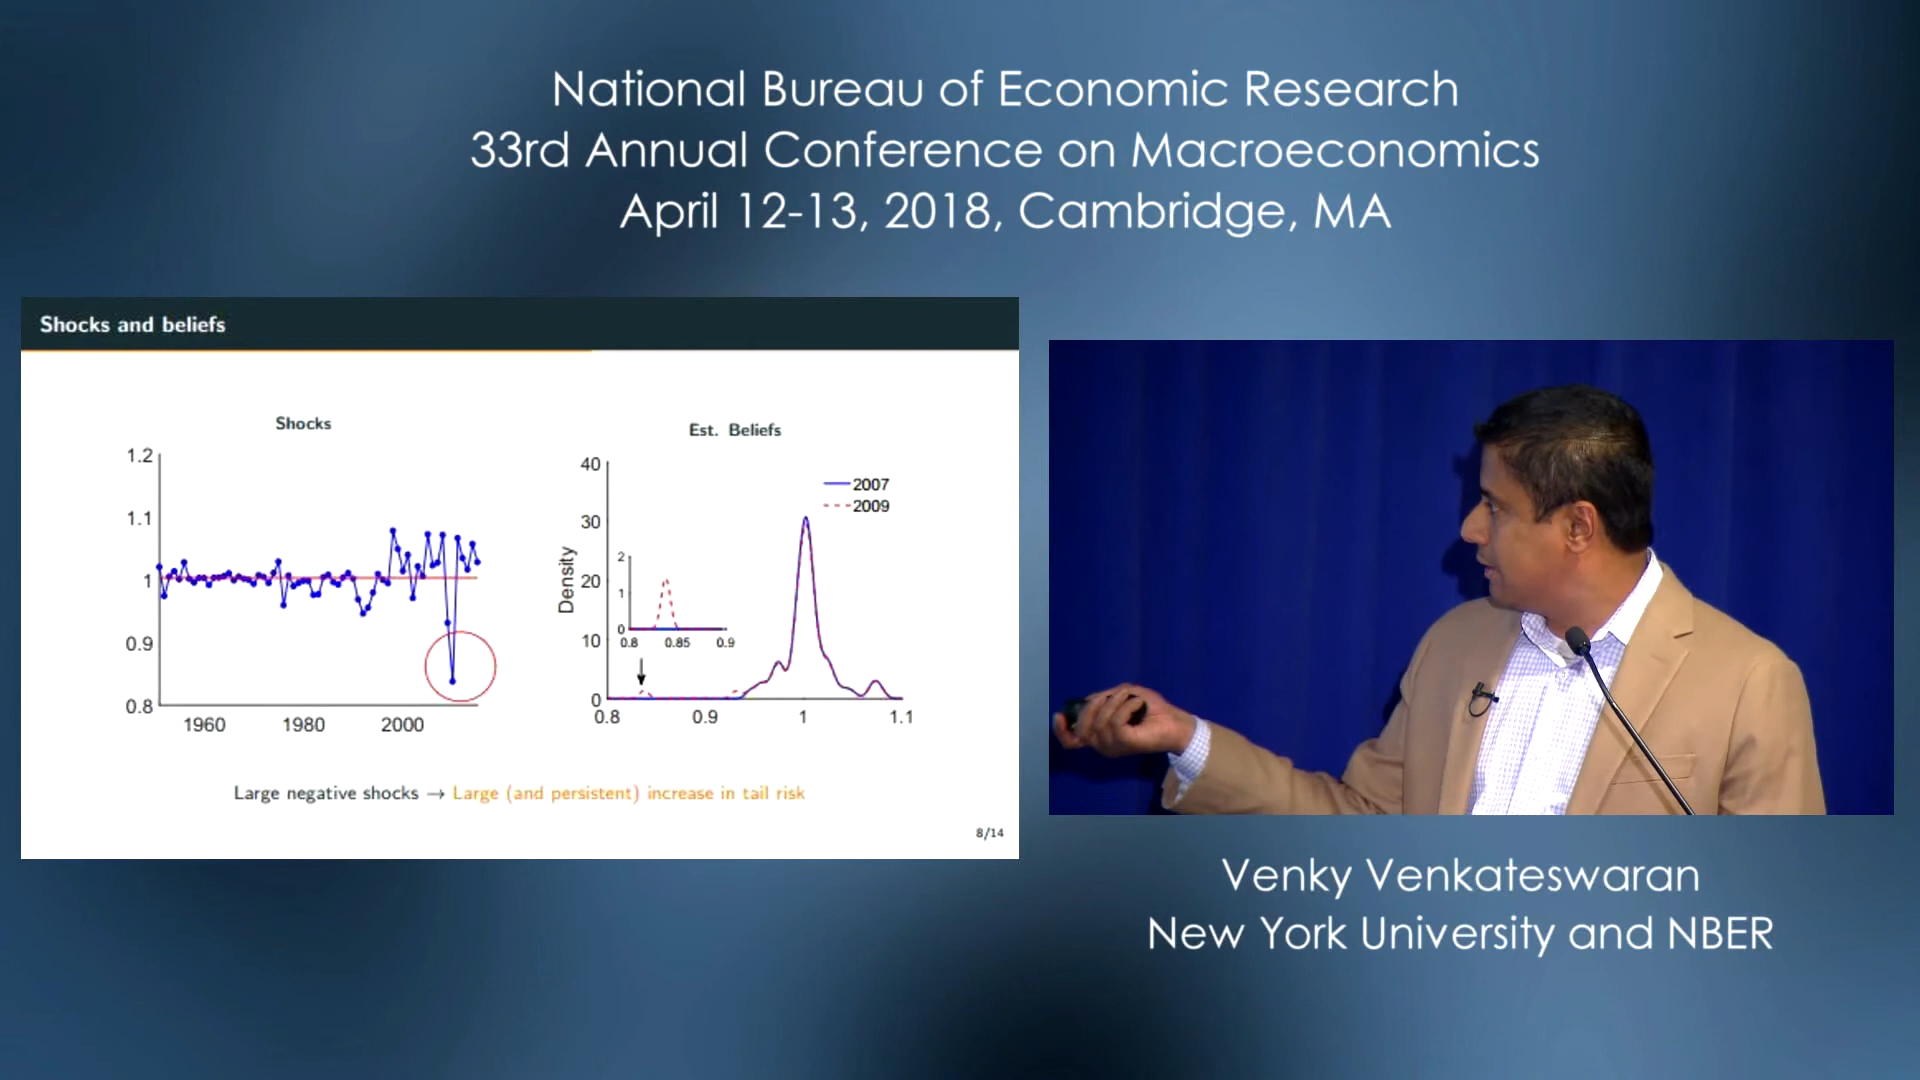 National Bureau of Economic Research
33rd Annual Conference on Macroeconomics
April 12-13, 2018, Cambridge, MA
Shocks and beliefs
Shocks
1.2
1.1
1
0.9
0.8
1960 1980 2000
Est. Beliefs
40
30
20
10
0
Density
2007
2009
2
1
0
0.8 0.85 0.9
0.8 0.9 1 1.1
Large negative shocks → Large (and persistent) increase in tail risk
8/14
Venky Venkateswaran
New York University and NBER